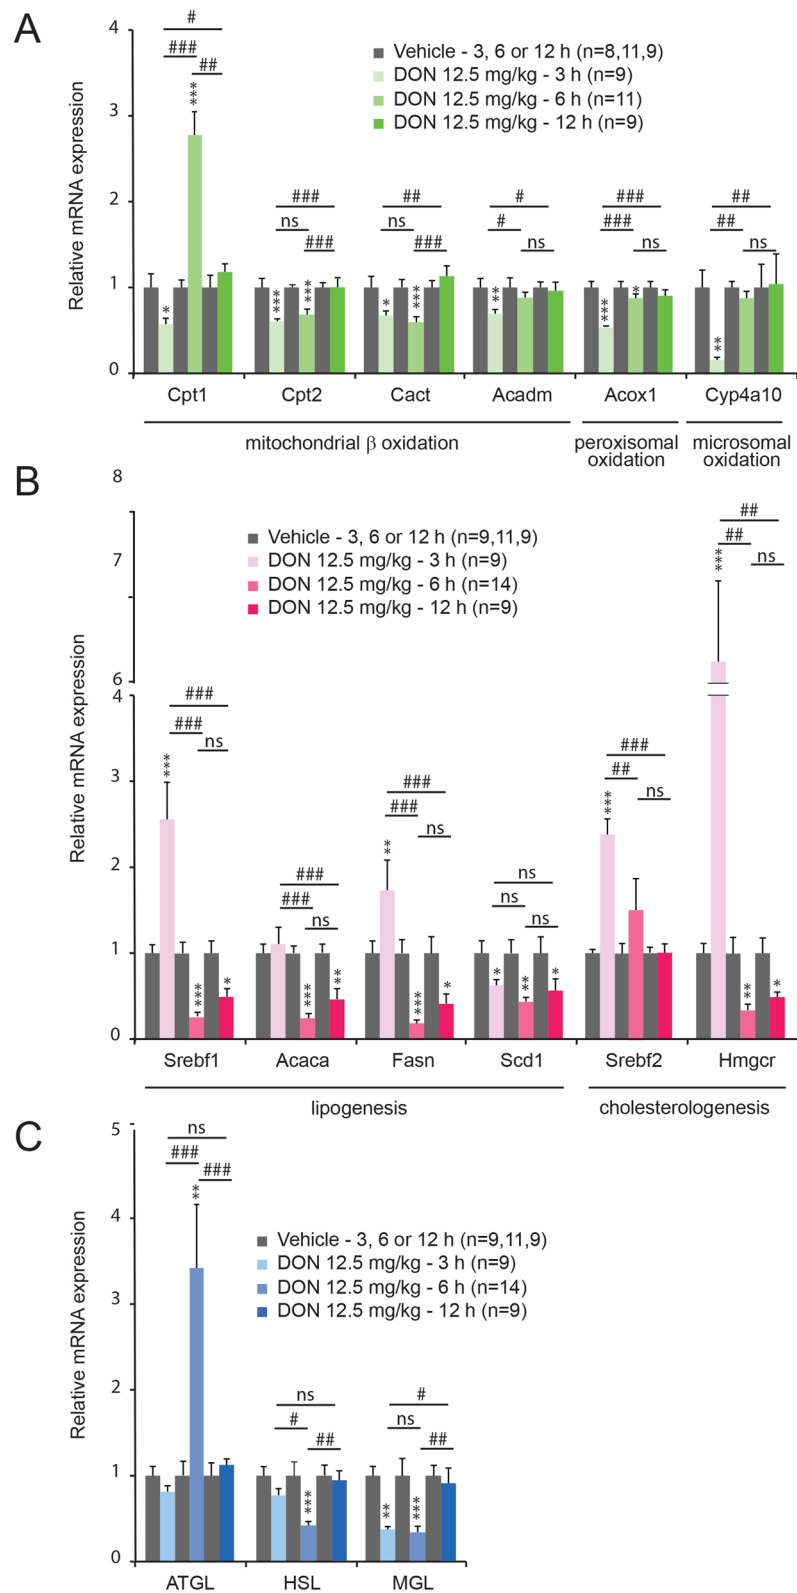 A
Relative mRNA expression
4
3
2
1
0
Vehicle - 3, 6 or 12 h (n=8,11,9)
DON 12.5 mg/kg - 3 h (n=9)
DON 12.5 mg/kg - 6 h (n=11)
DON 12.5 mg/kg - 12 h (n=9)
#
###
##
***
*
###
ns
###
***
***
##
ns
###
*
***
#
#
ns
**
###
###
ns
***
*
##
##
ns
**
Cpt1 Cpt2 Cact Acadm Acox1 Cyp4a10
mitochondrial β oxidation
peroxisomal
oxidation
microsomal
oxidation
B
Relative mRNA expression
8
7
6
4
3
2
1
0
Vehicle - 3, 6 or 12 h (n=9,11,9)
DON 12.5 mg/kg - 3 h (n=9)
DON 12.5 mg/kg - 6 h (n=14)
DON 12.5 mg/kg - 12 h (n=9)
###
###
ns
***
***
*
###
###
ns
***
**
###
###
ns
**
***
*
ns
ns
ns
*
**
*
###
##
ns
***
##
##
ns
***
**
*
Srebf1 Acaca Fasn Scd1 Srebf2 Hmgcr
lipogenesis
cholesterologenesis
C
Relative mRNA expression
5
4
3
2
1
0
Vehicle - 3, 6 or 12 h (n=9,11,9)
DON 12.5 mg/kg - 3 h (n=9)
DON 12.5 mg/kg - 6 h (n=14)
DON 12.5 mg/kg - 12 h (n=9)
ns
###
###
**
ns
#
##
***
#
ns
##
**
***
ATGL HSL MGL